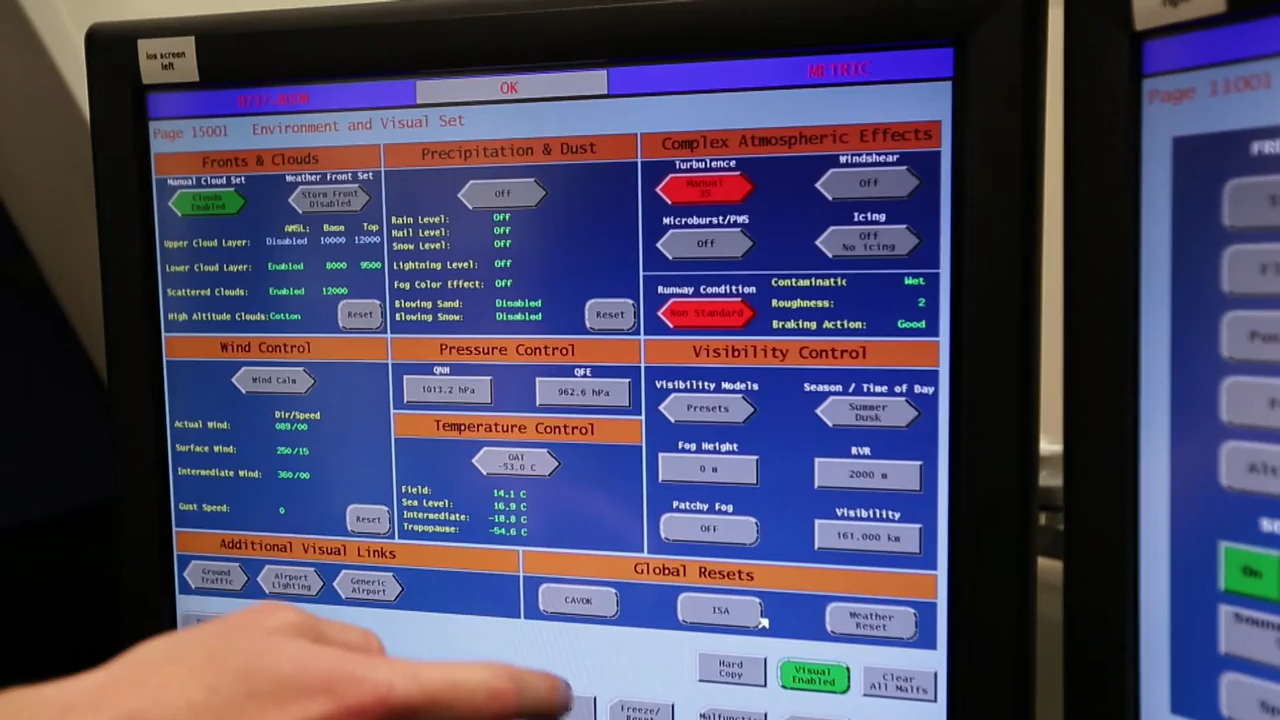 ios screen
left
OK
METRIC
Page 15001 Environment and Visual Set
Page 11001
Fronts & Clouds
Manual Cloud Set
Weather Front Set
Clouds
Enabled
Storm Front
Disabled
AMSL: Base Top
Upper Cloud Layer: Disabled 10000 12000
Lower Cloud Layer: Enabled 8000 9500
Scattered Clouds: Enabled 12000
High Altitude Clouds:Cotton
Reset
Precipitation & Dust
Off
Rain Level: Off
Hail Level: Off
Snow Level: Off
Lightning Level: Off
Fog Color Effect: Off
Blowing Sand: Disabled
Blowing Snow: Disabled
Reset
Complex Atmospheric Effects
Turbulence
Manual
35
Windshear
Off
Microburst/PWS
Off
Icing
Off
No icing
Runway Condition
Non Standard
Contaminatic Wet
Roughness: 2
Braking Action: Good
Wind Control
Wind Calm
Dir/Speed
Actual Wind: 089/00
Surface Wind: 250/15
Intermediate Wind: 360/00
Gust Speed: 0
Reset
Pressure Control
QNH
1013.2 hPa
QFE
962.6 hPa
Temperature Control
OAT
-53.0 C
Field: 14.1 C
Sea Level: 16.9 C
Intermediate: -18.8 C
Tropopause: -54.6 C
Visibility Control
Visibility Models
Presets
Season / Time of Day
Summer
Dusk
Fog Height
0 m
RVR
2000 m
Patchy Fog
OFF
Visibility
161.000 km
Additional Visual Links
Ground
Traffic
Airport
Lighting
Generic
Airport
Global Resets
CAVOK
ISA
Weather
Reset
Hard
Copy
Visual
Enabled
Clear
All Malfs
Freeze/
On